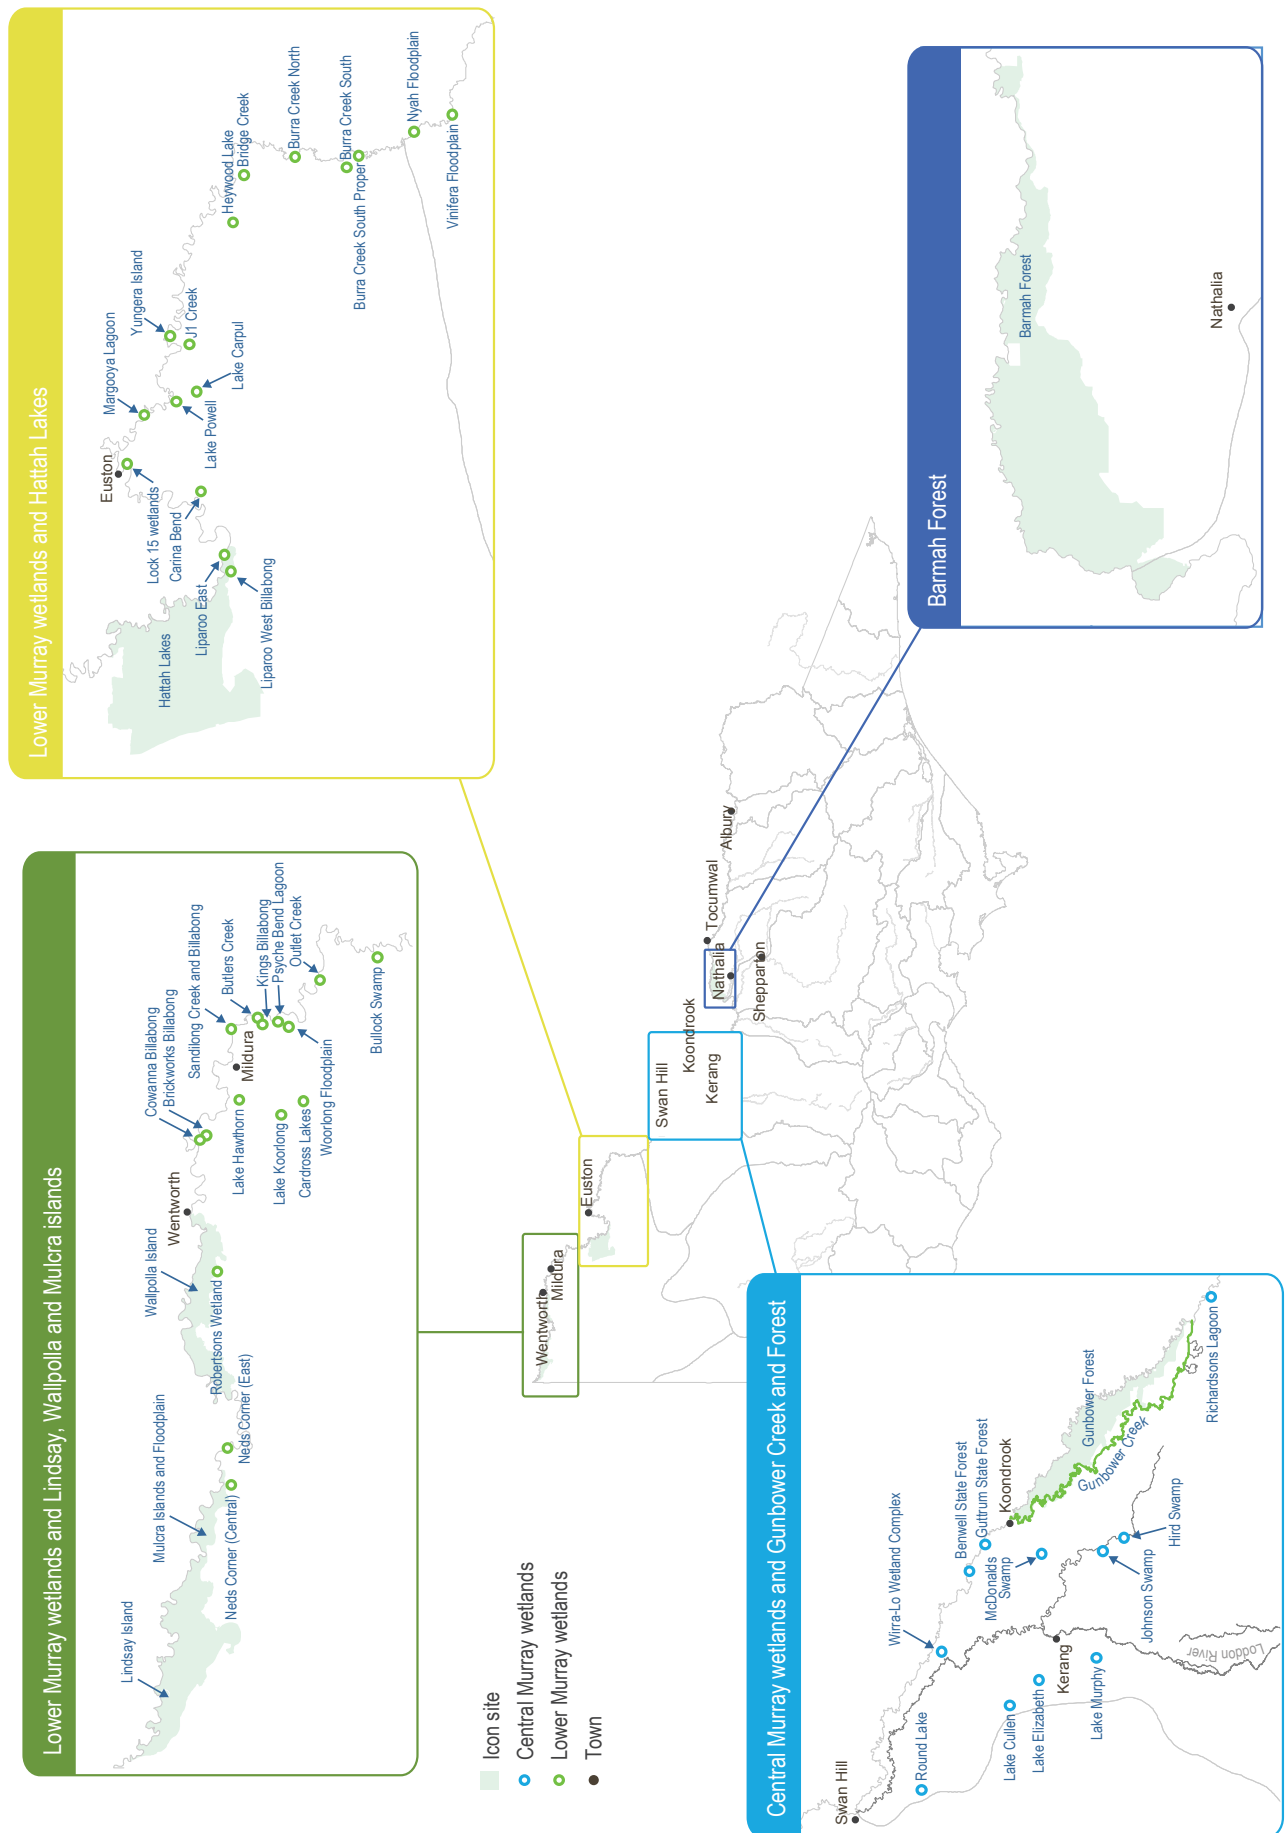 Lower Murray wetlands and Lindsay, Wallpolla and Mulcra islands
Lindsay Island
Mulcra Islands and Floodplain
Wallpolla Island
Wentworth
Cowanna Billabong
Brickworks Billabong
Sandilong Creek and Billabong
Butlers Creek
Kings Billabong
Psyche Bend Lagoon
Outlet Creek
Mildura
Neds Corner (Central)
Neds Corner (East)
Robertsons Wetland
Lake Hawthorn
Lake Koorlong
Cardross Lakes
Woorlong Floodplain
Bullock Swamp
Lower Murray wetlands and Hattah Lakes
Euston
Margooya Lagoon
Yungera Island
Hattah Lakes
Lock 15 wetlands
Carina Bend
Liparoo East
Liparoo West Billabong
Lake Powell
Lake Carpul
J1 Creek
Heywood Lake
Bridge Creek
Burra Creek North
Burra Creek South
Burra Creek South Proper
Nyah Floodplain
Vinifera Floodplain
Icon site
Central Murray wetlands
Lower Murray wetlands
Town
Wentworth
Mildura
Euston
Swan Hill
Koondrook
Kerang
Tocumwal
Nathalia
Shepparton
Albury
Central Murray wetlands and Gunbower Creek and Forest
Swan Hill
Wirra-Lo Wetland Complex
Round Lake
Benwell State Forest
Guttrum State Forest
Koondrook
McDonalds
Swamp
Lake Cullen
Lake Elizabeth
Kerang
Lake Murphy
Johnson Swamp
Hird Swamp
Gunbower Forest
Gunbower Creek
Loddon River
Richardsons Lagoon
Barmah Forest
Barmah Forest
Nathalia